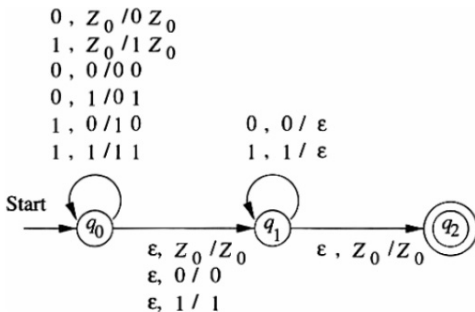 0 , Z₀ / 0 Z₀
1 , Z₀ / 1 Z₀
0 , 0 / 0 0
0 , 1 / 0 1
1 , 0 / 1 0
1 , 1 / 1 1
0 , 0 / ε
1 , 1 / ε
Start
q₀
q₁
q₂
ε, Z₀ / Z₀
ε, 0 / 0
ε, 1 / 1
ε , Z₀ / Z₀